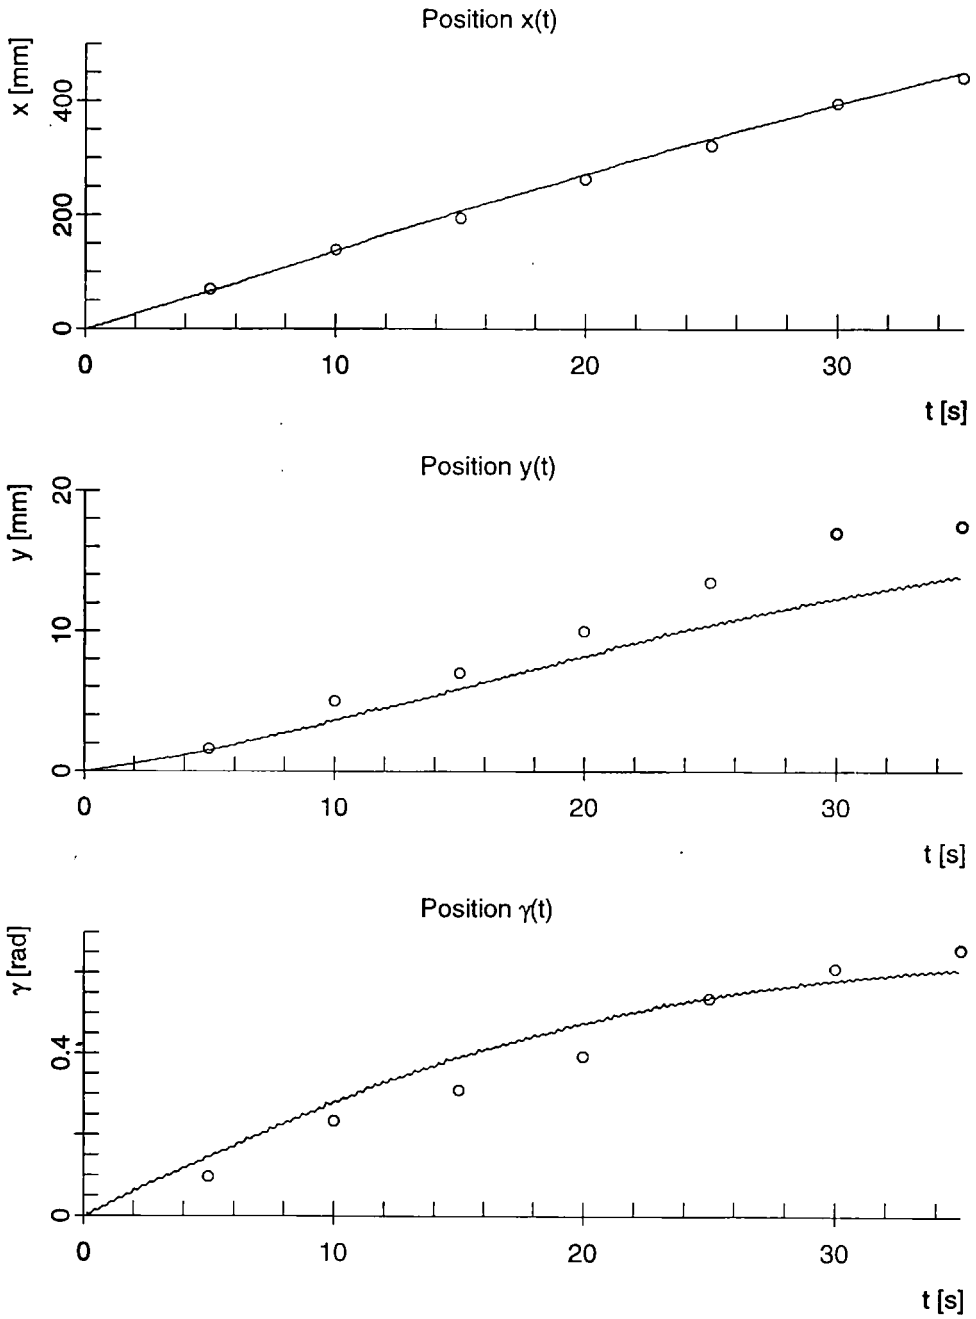 Position x(t)
x [mm]
400
200
0
0 10 20 30
t [s]
Position y(t)
y [mm]
20
10
0
0 10 20 30
t [s]
Position γ(t)
γ [rad]
0.4
0
0 10 20 30
t [s]